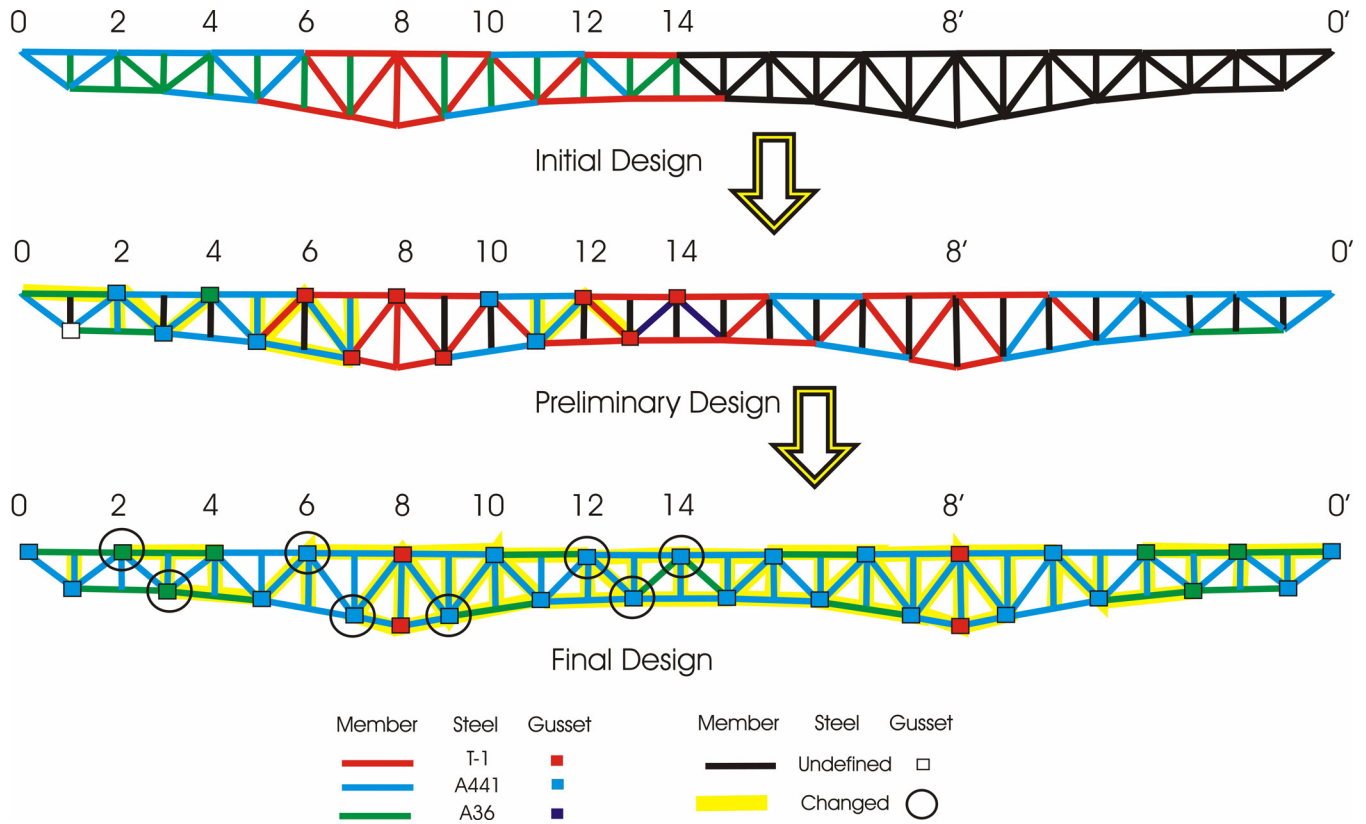 0 2 4 6 8 10 12 14 8' 0'
Initial Design
0 2 4 6 8 10 12 14 8' 0'
Preliminary Design
0 2 4 6 8 10 12 14 8' 0'
Final Design
Member Steel Gusset Member Steel Gusset
T-1 Undefined
A441
A36 Changed